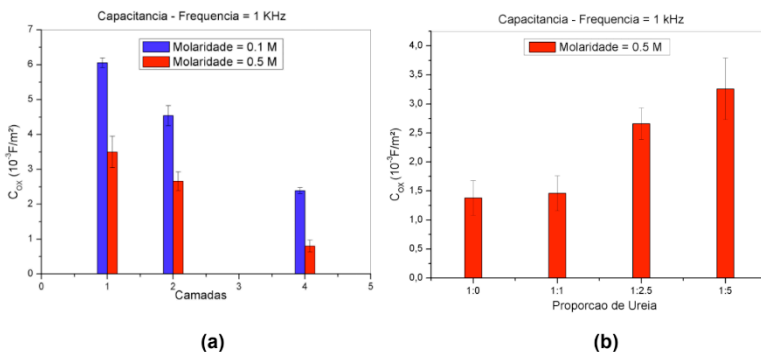 Capacitancia - Frequencia = 1 KHz
Molaridade = 0.1 M
Molaridade = 0.5 M
7
6
5
4
3
2
1
0
C_OX (10⁻³F/m²)
0 1 2 3 4 5
Camadas
(a)
Capacitancia - Frequencia = 1 kHz
Molaridade = 0.5 M
4,0
3,5
3,0
2,5
2,0
1,5
1,0
0,5
0,0
C_OX (10⁻³F/m²)
1:0 1:1 1:2.5 1:5
Proporcao de Ureia
(b)